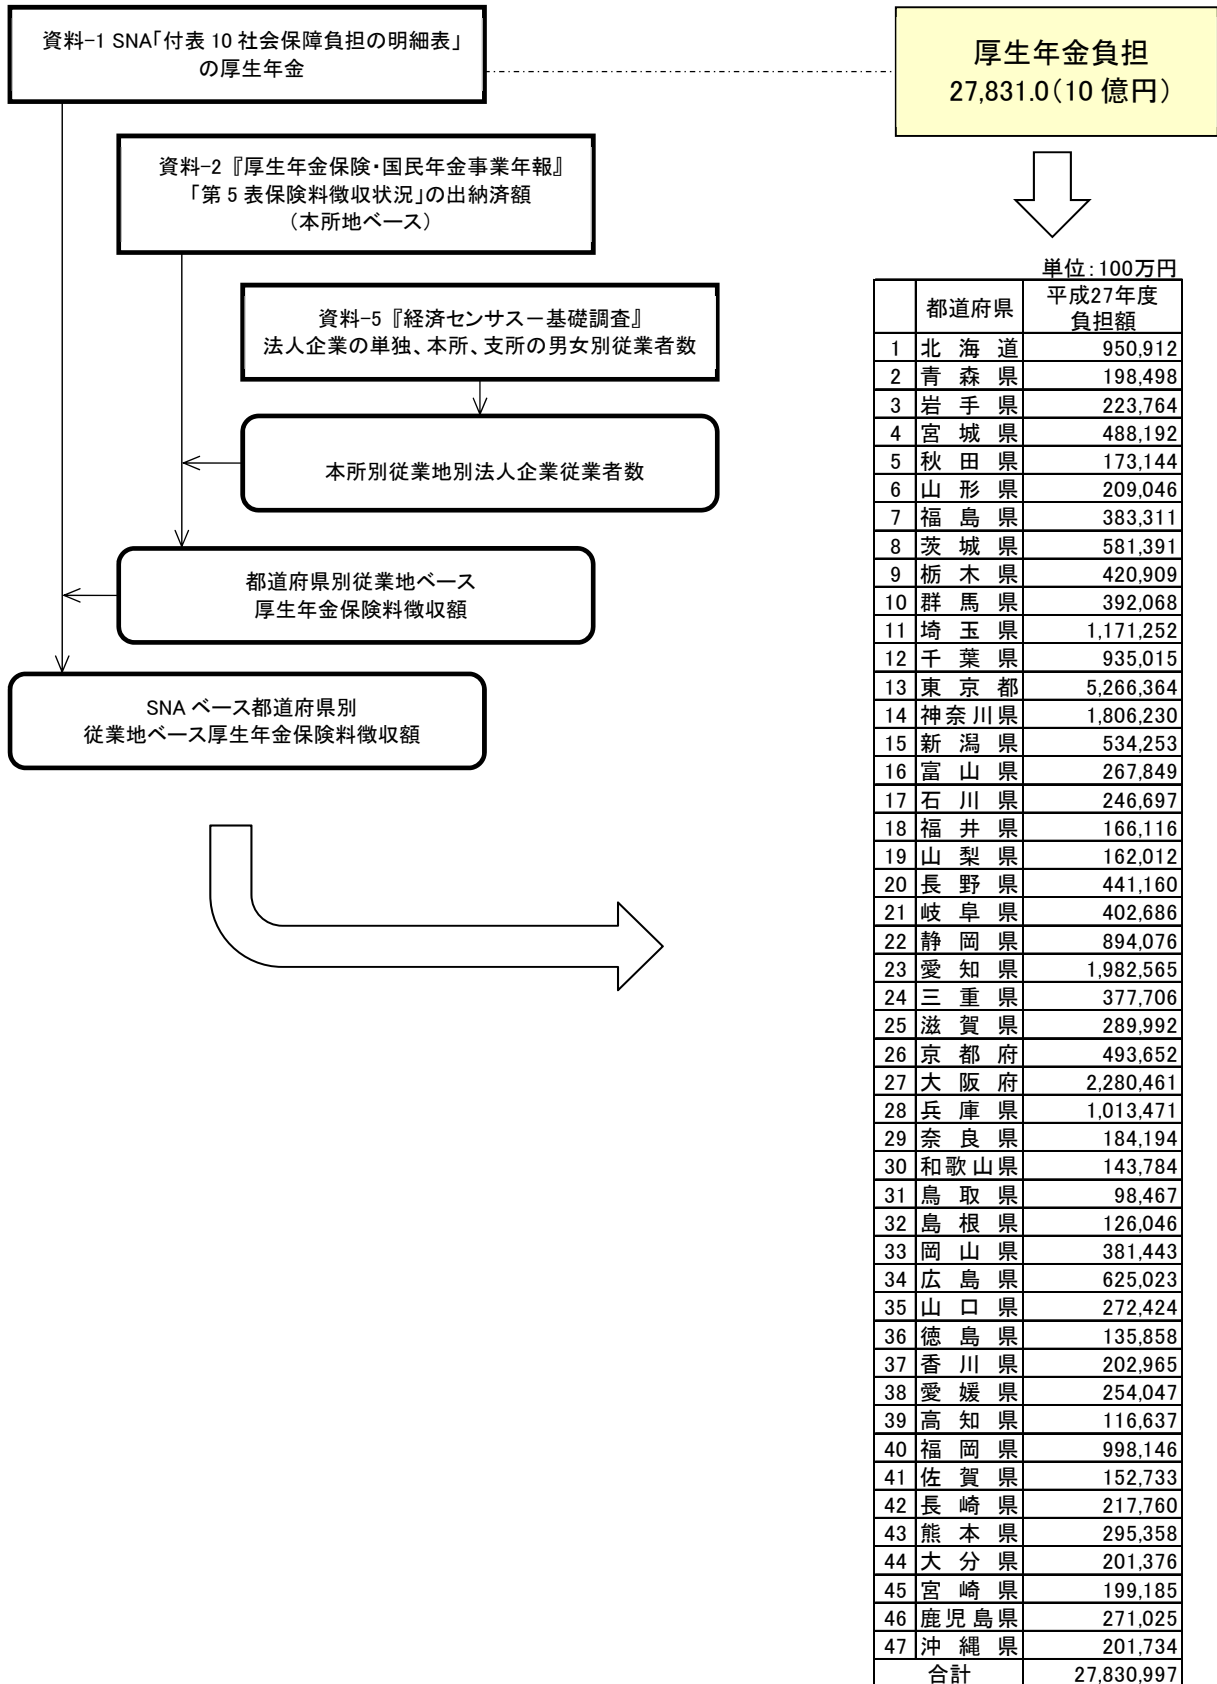 資料-1 SNA「付表 10 社会保障負担の明細表」
の厚生年金
厚生年金負担
27,831.0(10 億円)
資料-2『厚生年金保険・国民年金事業年報』
「第 5 表保険料徴収状況」の出納済額
(本所地ベース)
資料-5『経済センサスー基礎調査』
法人企業の単独、本所、支所の男女別従業者数
本所別従業地別法人企業従業者数
都道府県別従業地ベース
厚生年金保険料徴収額
SNA ベース都道府県別
従業地ベース厚生年金保険料徴収額
単位:100万円
都道府県 平成27年度
負担額
1 北海道 950,912
2 青森県 198,498
3 岩手県 223,764
4 宮城県 488,192
5 秋田県 173,144
6 山形県 209,046
7 福島県 383,311
8 茨城県 581,391
9 栃木県 420,909
10 群馬県 392,068
11 埼玉県 1,171,252
12 千葉県 935,015
13 東京都 5,266,364
14 神奈川県 1,806,230
15 新潟県 534,253
16 富山県 267,849
17 石川県 246,697
18 福井県 166,116
19 山梨県 162,012
20 長野県 441,160
21 岐阜県 402,686
22 静岡県 894,076
23 愛知県 1,982,565
24 三重県 377,706
25 滋賀県 289,992
26 京都府 493,652
27 大阪府 2,280,461
28 兵庫県 1,013,471
29 奈良県 184,194
30 和歌山県 143,784
31 鳥取県 98,467
32 島根県 126,046
33 岡山県 381,443
34 広島県 625,023
35 山口県 272,424
36 徳島県 135,858
37 香川県 202,965
38 愛媛県 254,047
39 高知県 116,637
40 福岡県 998,146
41 佐賀県 152,733
42 長崎県 217,760
43 熊本県 295,358
44 大分県 201,376
45 宮崎県 199,185
46 鹿児島県 271,025
47 沖縄県 201,734
合計 27,830,997